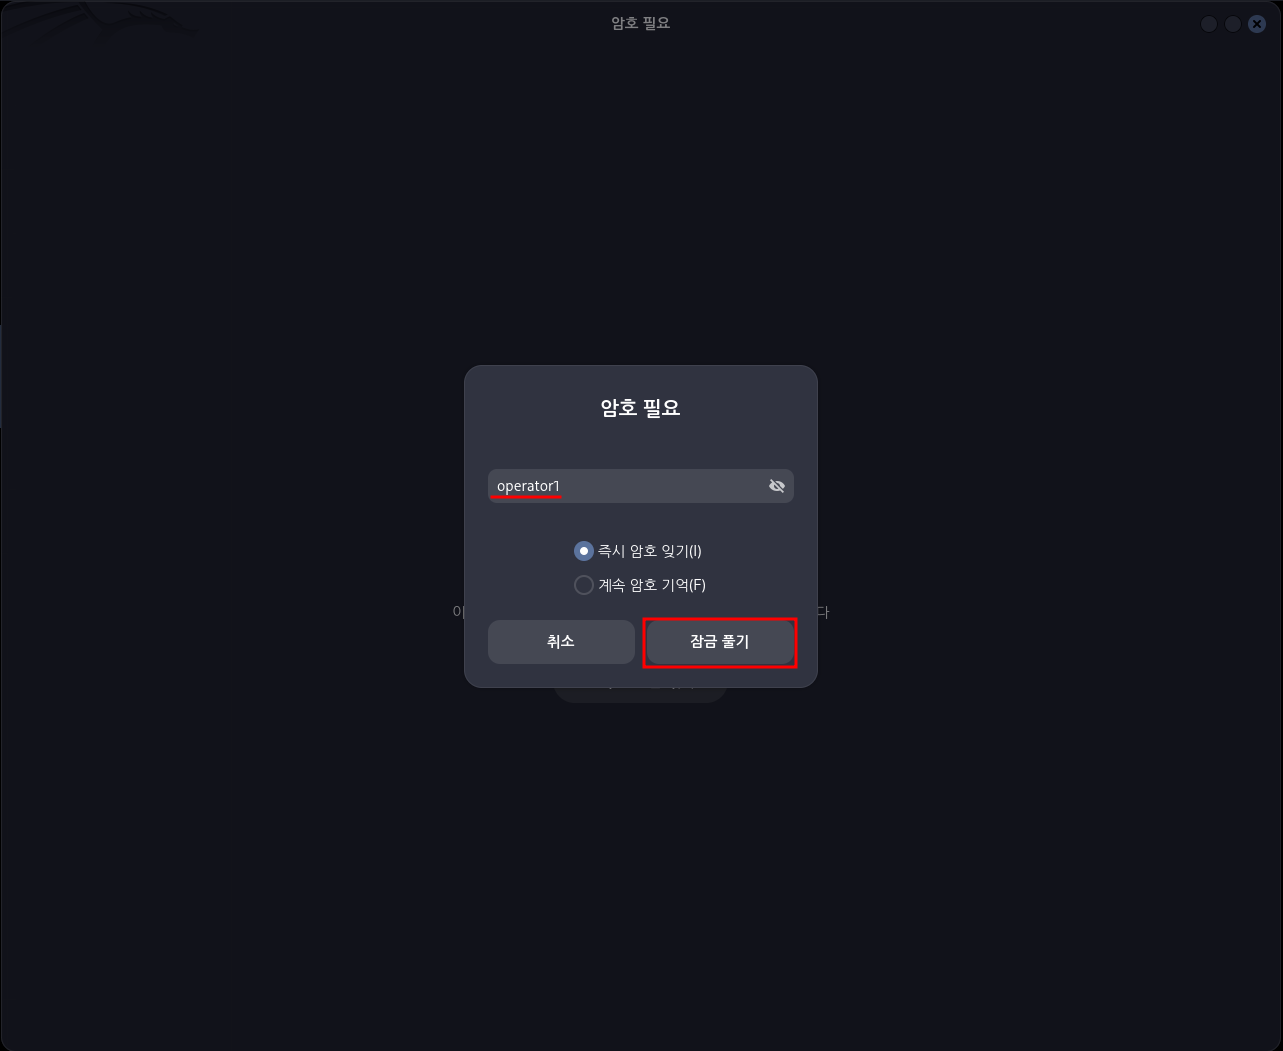 암호 필요
암호 필요
operator1
즉시 암호 잊기(I)
계속 암호 기억(F)
다
취소
잠금 풀기